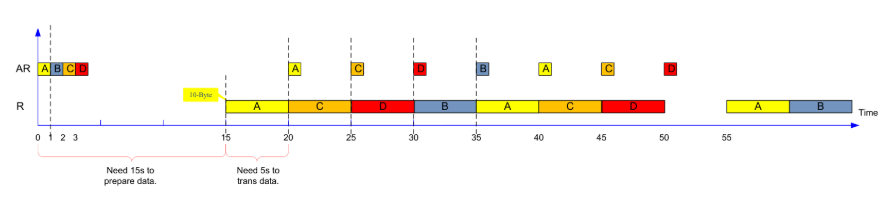 AR A B C D A C D B A C D
10-Byte
R A C D B A C D A B
Time
0 1 2 3 15 20 25 30 35 40 45 50 55
Need 15s to
prepare data.
Need 5s to
trans data.